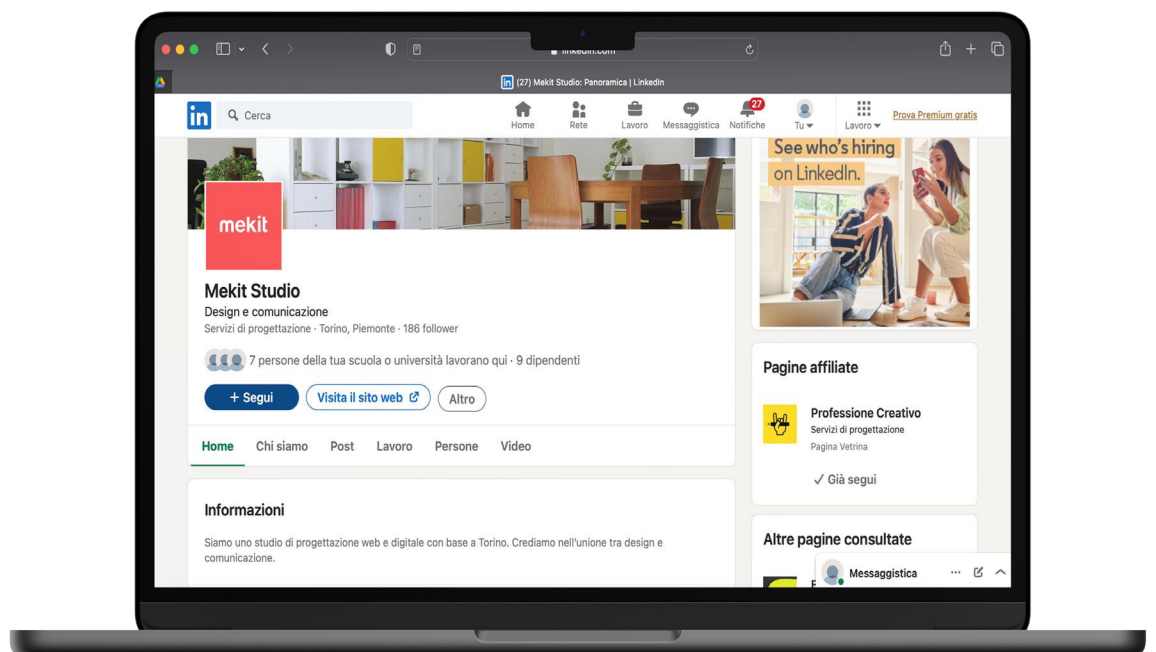 linkedin.com
(27) Mekit Studio: Panoramica | LinkedIn
in
Cerca
Home
Rete
Lavoro
Messaggistica
27
Notifiche
Tu
Lavoro
Prova Premium gratis
mekit
Mekit Studio
Design e comunicazione
Servizi di progettazione · Torino, Piemonte · 186 follower
7 persone della tua scuola o università lavorano qui · 9 dipendenti
+ Segui
Visita il sito web
Altro
Home Chi siamo Post Lavoro Persone Video
Informazioni
Siamo uno studio di progettazione web e digitale con base a Torino. Crediamo nell'unione tra design e
comunicazione.
See who's hiring
on LinkedIn.
Pagine affiliate
Professione Creativo
Servizi di progettazione
Pagina Vetrina
✓ Già segui
Altre pagine consultate
Messaggistica